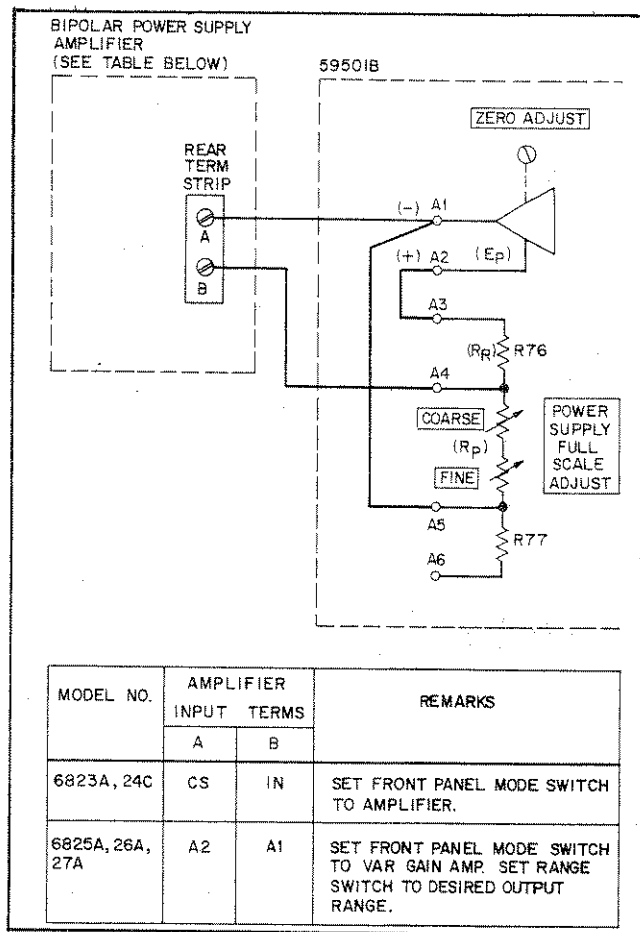 BIPOLAR POWER SUPPLY
AMPLIFIER
(SEE TABLE BELOW)
59501B
ZERO ADJUST
REAR
TERM
STRIP
A
B
(-) A1
(+) A2 (EP)
A3
(RR) R76
A4
COARSE
(RP)
FINE
POWER
SUPPLY
FULL
SCALE
ADJUST
A5
R77
A6
MODEL NO.
AMPLIFIER
INPUT TERMS
REMARKS
A B
6823A, 24C CS IN SET FRONT PANEL MODE SWITCH
TO AMPLIFIER.
6825A, 26A, A2 A1 SET FRONT PANEL MODE SWITCH
27A TO VAR GAIN AMP. SET RANGE
SWITCH TO DESIRED OUTPUT
RANGE.